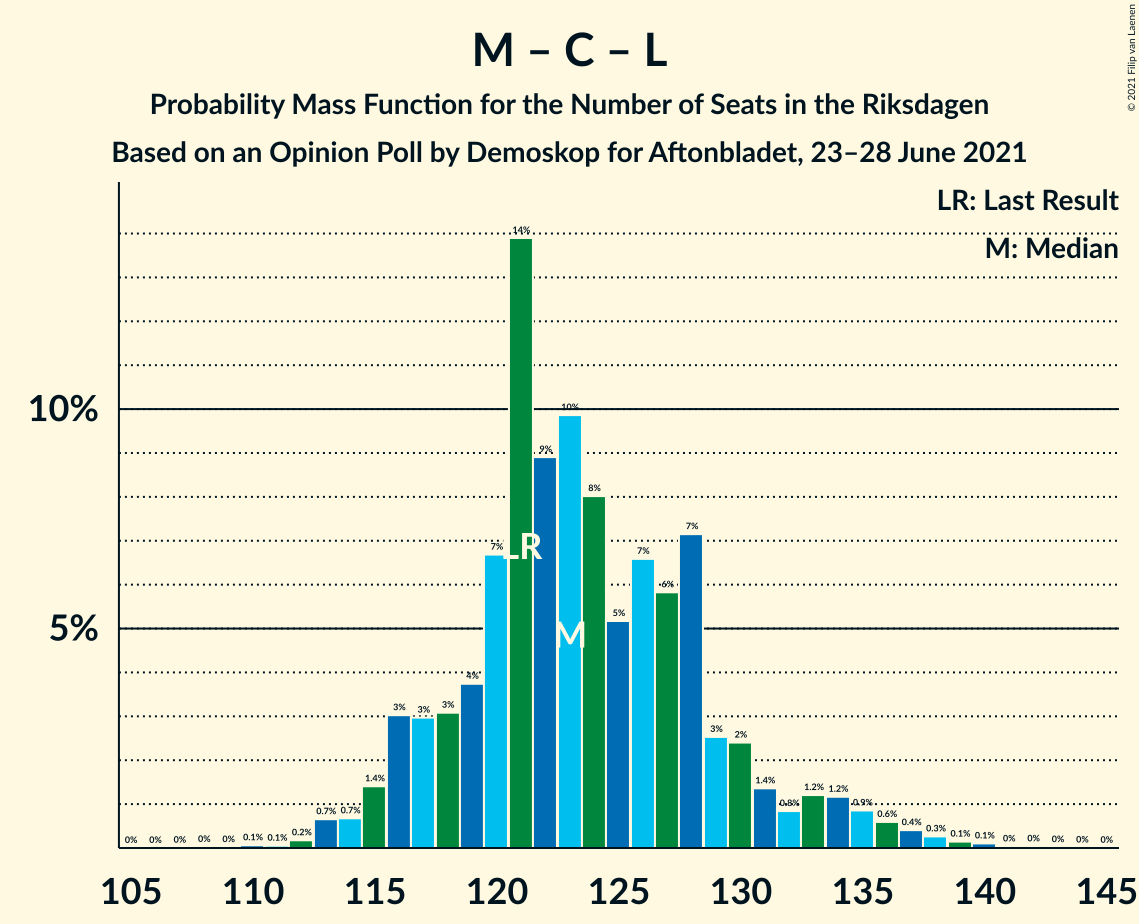 M – C – L
Probability Mass Function for the Number of Seats in the Riksdagen
Based on an Opinion Poll by Demoskop for Aftonbladet, 23–28 June 2021
© 2021 Filip van Laenen
LR: Last Result
M: Median
10%
5%
0% 0% 0% 0% 0% 0.1% 0.1% 0.2% 0.7% 0.7% 1.4% 3% 3% 3% 4% 7% 14% 9% 10% 8% 5% 7% 6% 7% 3% 2% 1.4% 0.8% 1.2% 1.2% 0.9% 0.6% 0.4% 0.3% 0.1% 0.1% 0% 0% 0% 0% 0%
LR
M
105 110 115 120 125 130 135 140 145